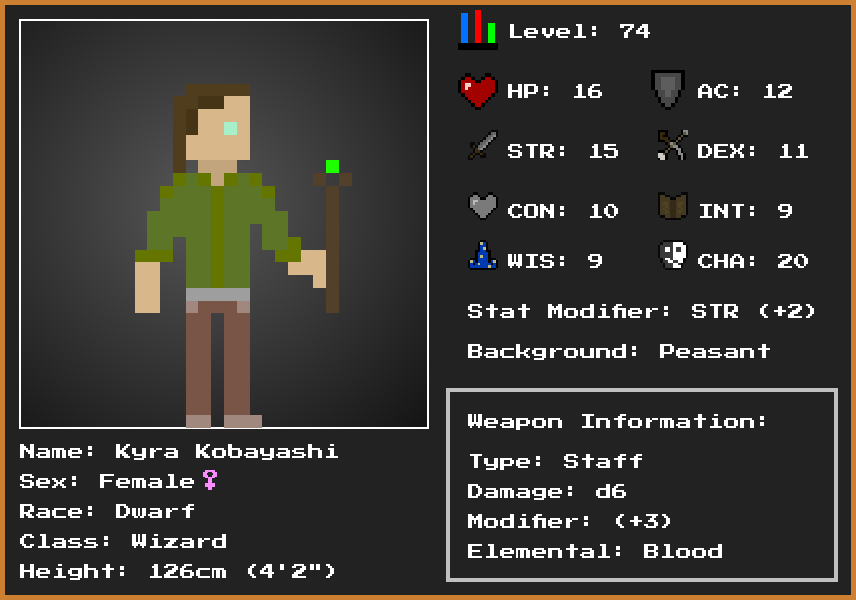 Level: 74
HP: 16
AC: 12
STR: 15
DEX: 11
CON: 10
INT: 9
WIS: 9
CHA: 20
Stat Modifier: STR (+2)
Background: Peasant
Weapon Information:
Type: Staff
Damage: d6
Modifier: (+3)
Elemental: Blood
Name: Kyra Kobayashi
Sex: Female♀
Race: Dwarf
Class: Wizard
Height: 126cm (4'2")